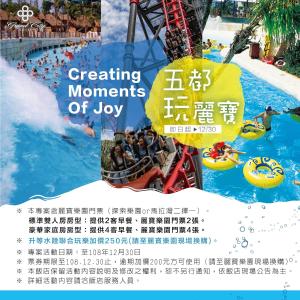 Creating
Moments
Of Joy
五都
玩麗寶
即日起▶12/30
※ 本專案含麗寶樂園門票(探索樂園or馬拉灣二擇一)。
標準雙人房房型：提供2客早餐、麗寶樂園門票2張。
豪華家庭房房型：提供4客早餐、麗寶樂園門票4張。
※ 升等水陸聯合玩樂加價250元(請至麗寶樂園現場換購)。
※ 專案活動日期，至108年12月30日
※ 票券期限至108-12-30止，逾期加價200元方可使用(請至麗寶樂園現場換購)。
※ 本飯店保留活動內容說明及修改之權利，恕不另行通知，依飯店現場公告為主。
※ 詳細活動內容請洽飯店服務人員。